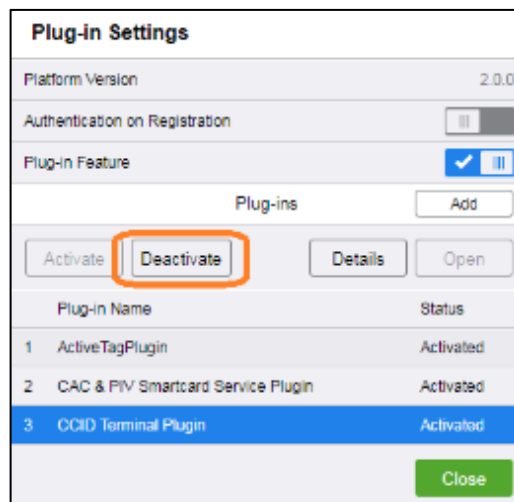 Plug-in Settings
Platform Version 2.0.0
Authentication on Registration
Plug-in Feature
Plug-ins Add
Activate Deactivate Details Open
Plug-in Name Status
1 ActiveTagPlugin Activated
2 CAC & PIV Smartcard Service Plugin Activated
3 CCID Terminal Plugin Activated
Close